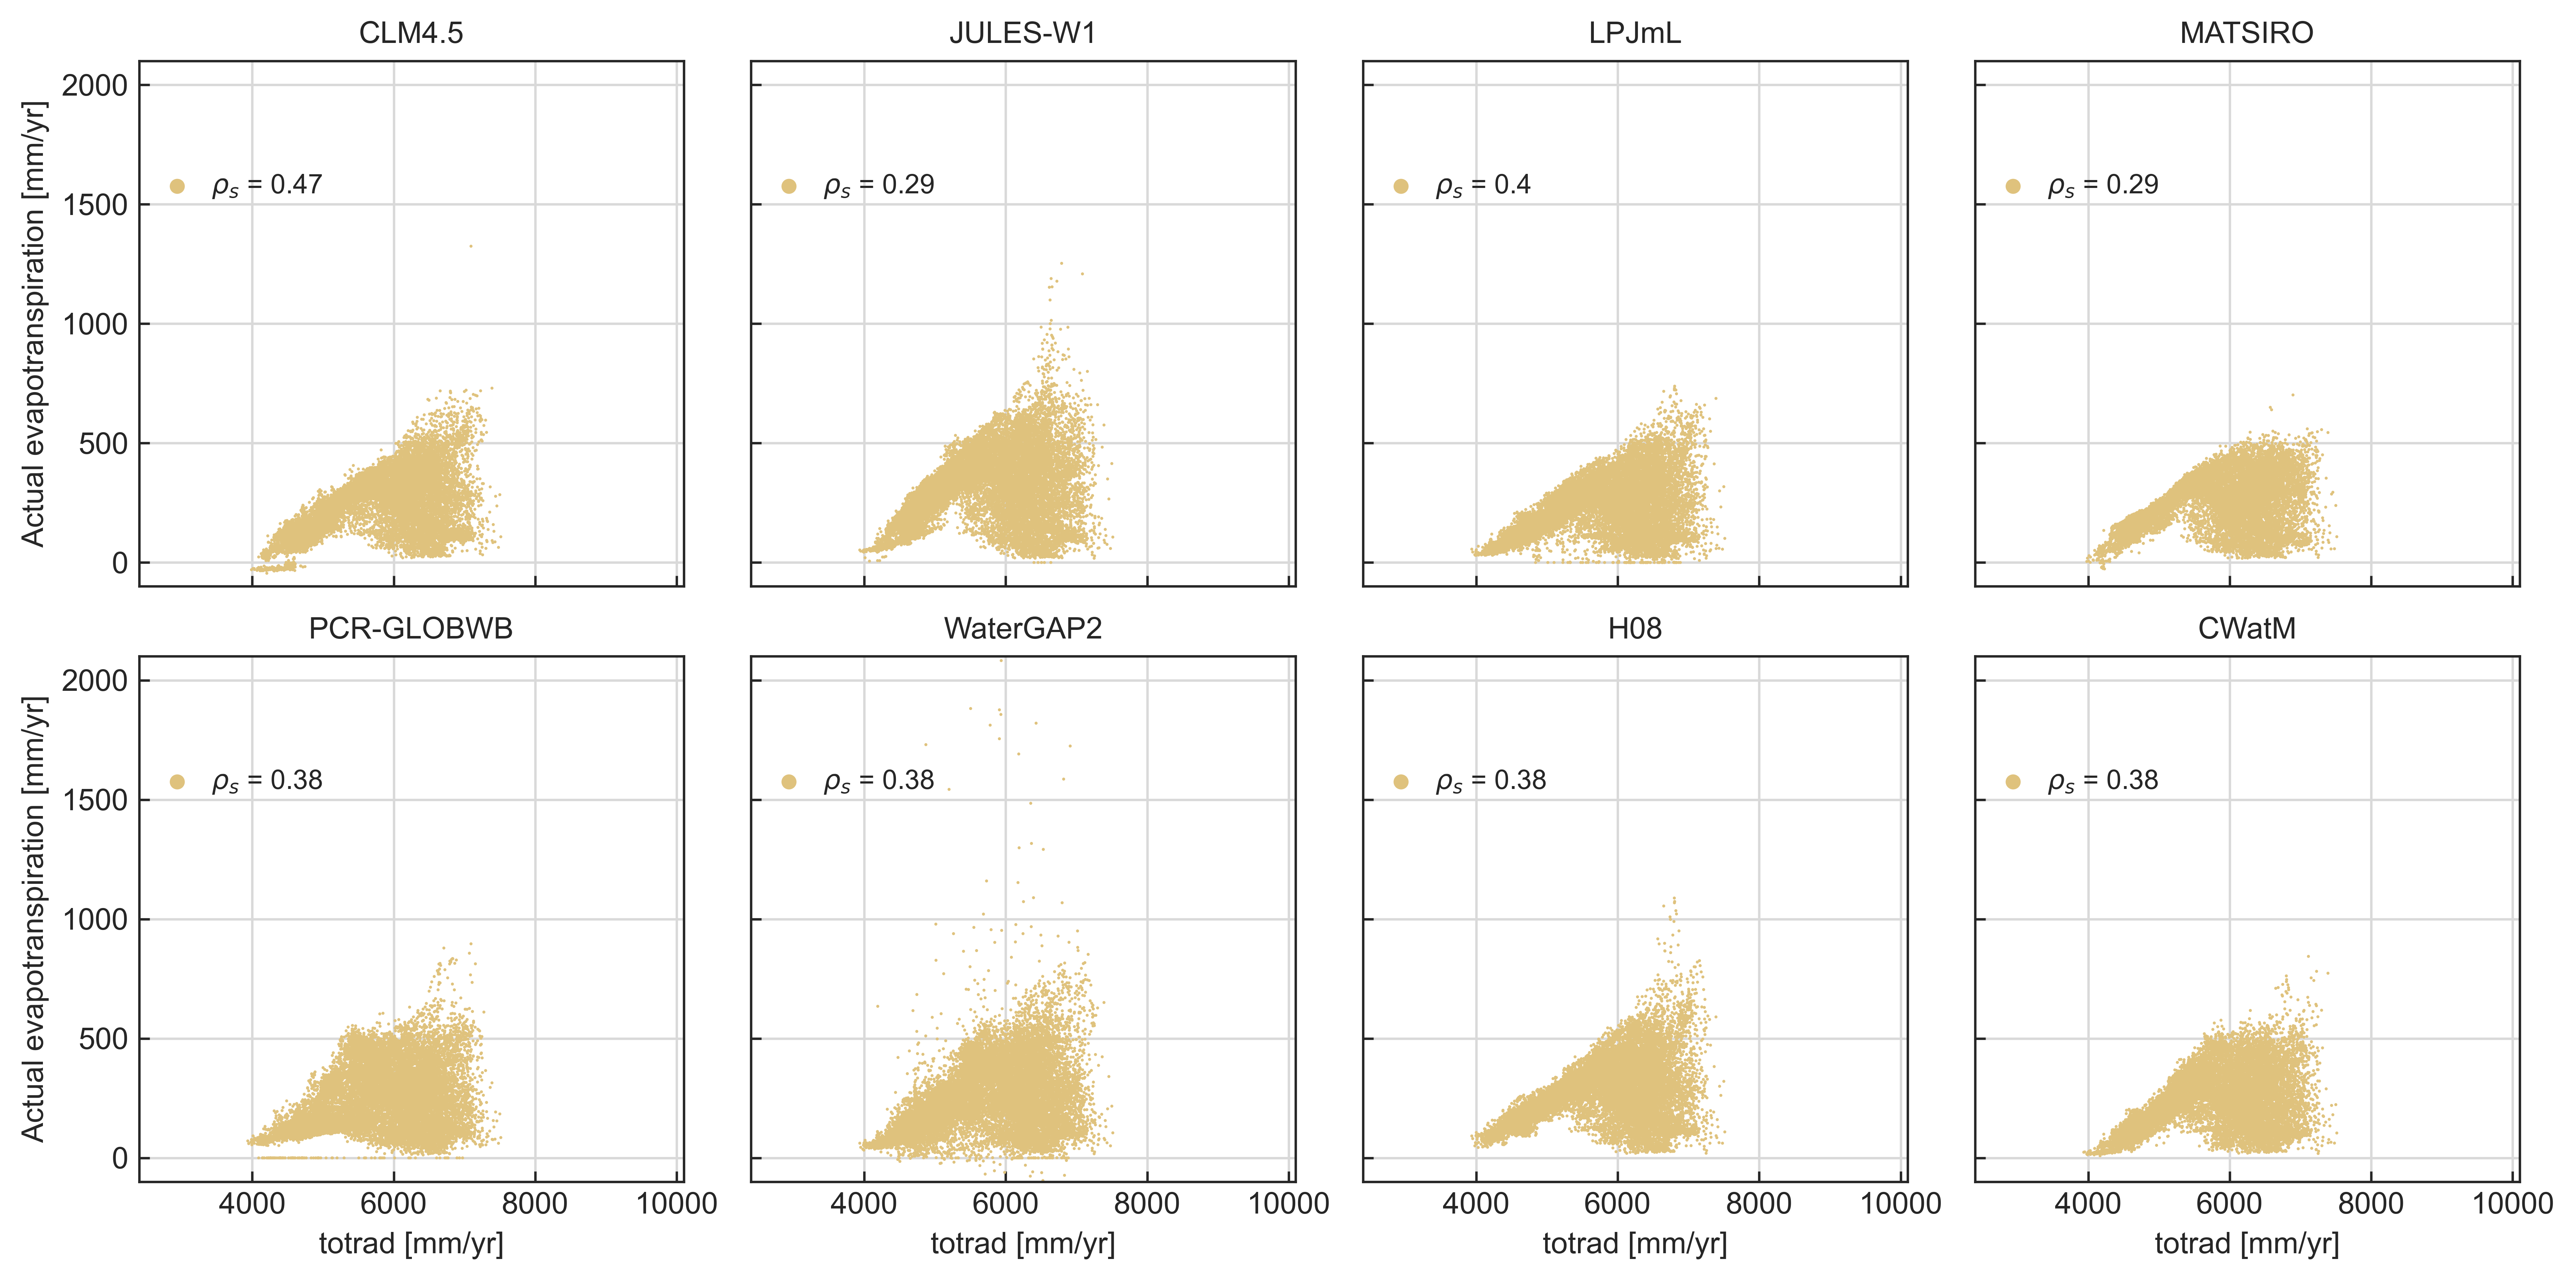 CLM4.5 JULES-W1 LPJmL MATSIRO
Actual evapotranspiration [mm/yr]
2000
1500
1000
500
0
ρs = 0.47
ρs = 0.29
ρs = 0.4
ρs = 0.29
PCR-GLOBWB WaterGAP2 H08 CWatM
Actual evapotranspiration [mm/yr]
2000
1500
1000
500
0
ρs = 0.38
ρs = 0.38
ρs = 0.38
ρs = 0.38
4000 6000 8000 10000 4000 6000 8000 10000 4000 6000 8000 10000 4000 6000 8000 10000
totrad [mm/yr] totrad [mm/yr] totrad [mm/yr] totrad [mm/yr]